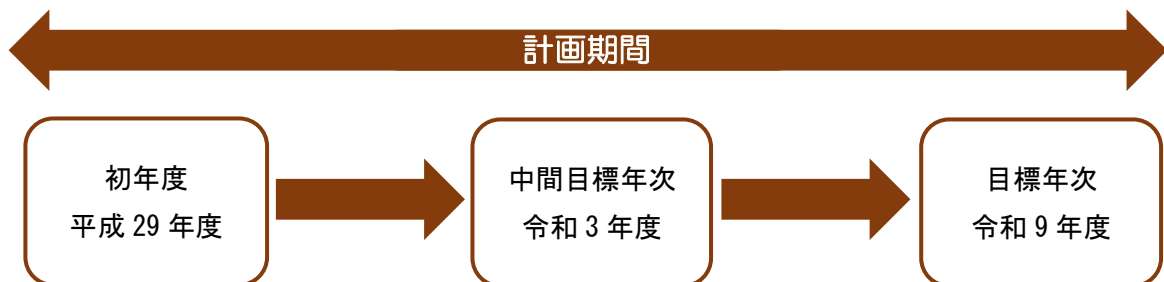 計画期間
初年度
平成 29 年度
中間目標年次
令和 3 年度
目標年次
令和 9 年度